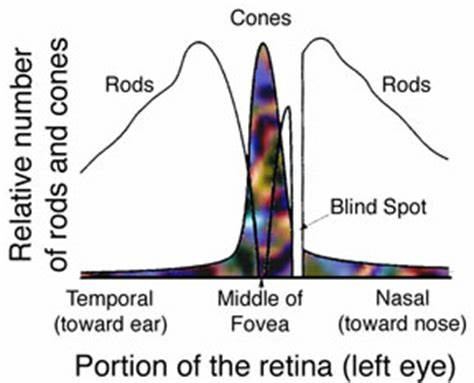 Cones
Rods
Rods
Relative number
of rods and cones
Blind Spot
Temporal
(toward ear)
Middle of
Fovea
Nasal
(toward nose)
Portion of the retina (left eye)